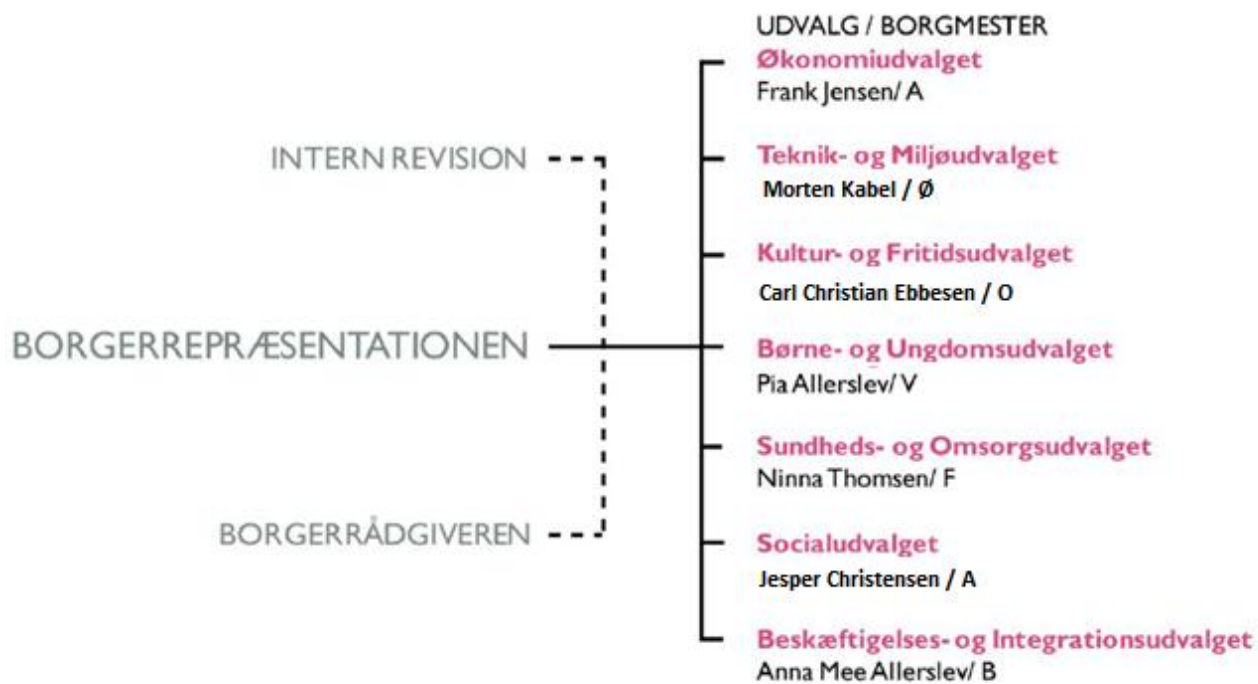 UDVALG / BORGMESTER
Økonomiudvalget
Frank Jensen/ A
INTERN REVISION
Teknik- og Miljøudvalget
Morten Kabel / Ø
Kultur- og Fritidsudvalget
Carl Christian Ebbesen / O
BORGERREPRÆSENTATIONEN
Børne- og Ungdomsudvalget
Pia Allerslev/ V
Sundheds- og Omsorgsudvalget
Ninna Thomsen/ F
BORGERRÅDGIVEREN
Socialudvalget
Jesper Christensen / A
Beskæftigelses- og Integrationsudvalget
Anna Mee Allerslev/ B